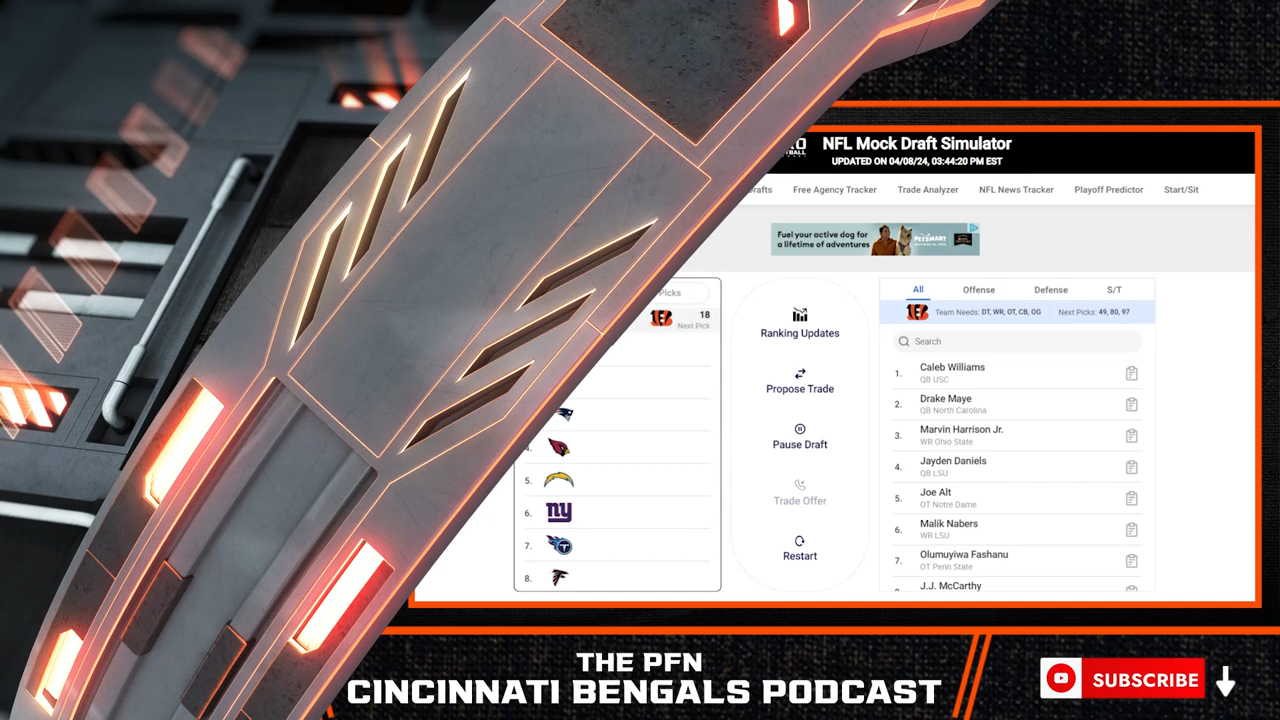 NFL Mock Draft Simulator
UPDATED ON 04/08/24, 03:44:20 PM EST
Free Agency Tracker Trade Analyzer NFL News Tracker Playoff Predictor Start/Sit
Fuel your active dog for
a lifetime of adventures
PETSMART
Picks
18
Next Pick
5.
6.
ny
7.
8.
Ranking Updates
Propose Trade
Pause Draft
Trade Offer
Restart
All Offense Defense S/T
Team Needs: DT, WR, OT, CB, OG Next Picks: 49, 80, 97
Search
1. Caleb Williams
QB USC
2. Drake Maye
QB North Carolina
3. Marvin Harrison Jr.
WR Ohio State
4. Jayden Daniels
QB LSU
5. Joe Alt
OT Notre Dame
6. Malik Nabers
WR LSU
7. Olumuyiwa Fashanu
OT Penn State
J.J. McCarthy
THE PFN
CINCINNATI BENGALS PODCAST
SUBSCRIBE